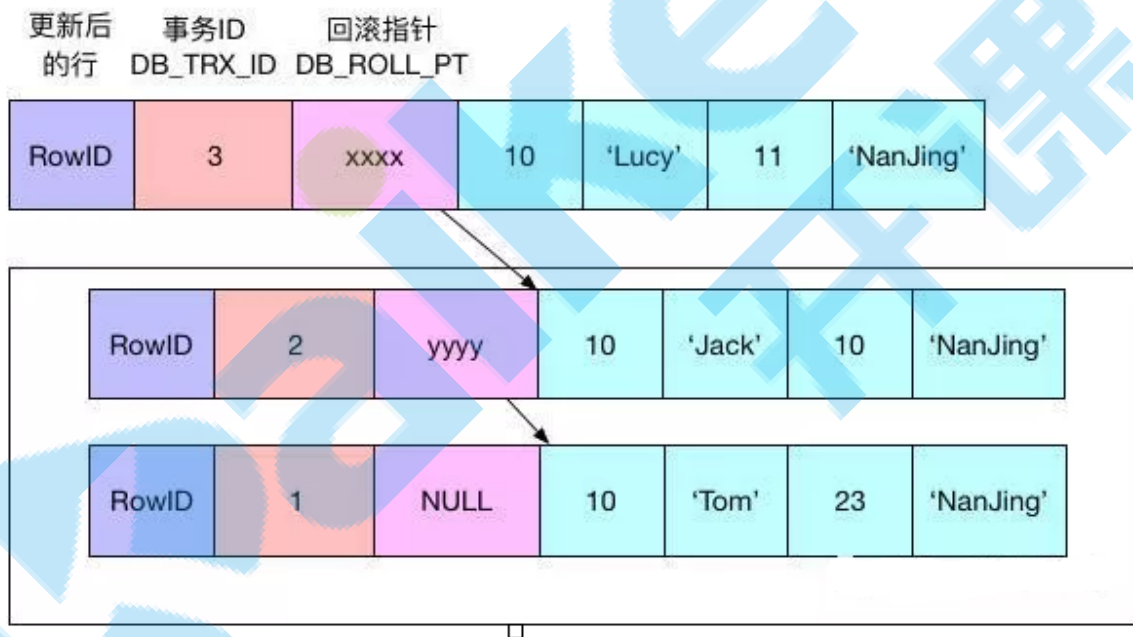 更新后 事务ID 回滚指针
的行 DB_TRX_ID DB_ROLL_PT
RowID 3 xxxx 10 ‘Lucy’ 11 ‘NanJing’
RowID 2 yyyy 10 ‘Jack’ 10 ‘NanJing’
RowID 1 NULL 10 ‘Tom’ 23 ‘NanJing’